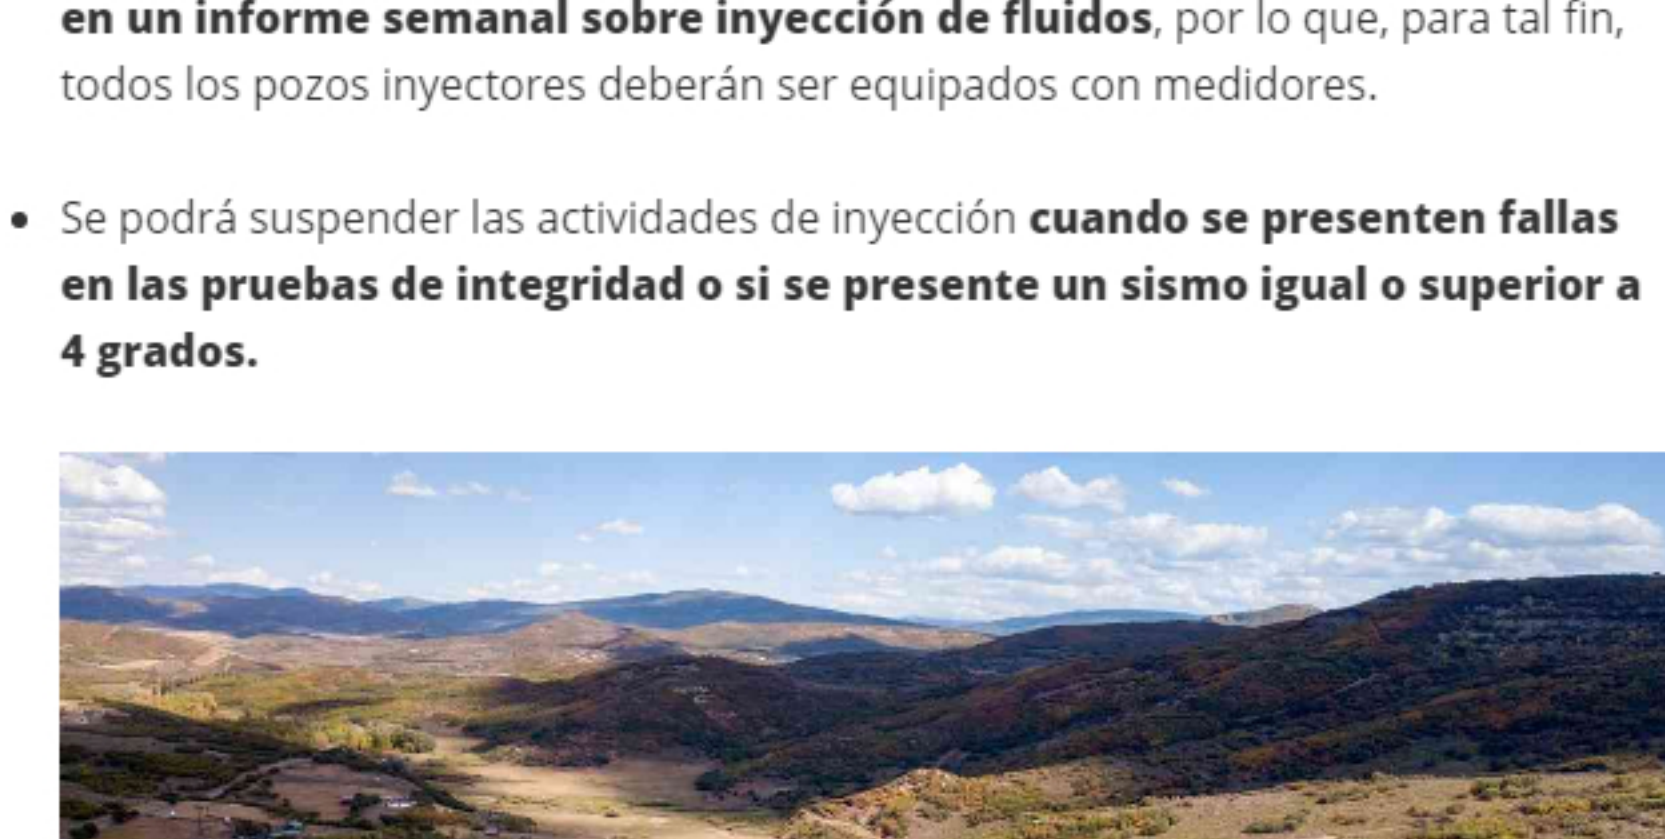 en un informe semanal sobre inyección de fluidos, por lo que, para tal fin,
todos los pozos inyectores deberán ser equipados con medidores.
• Se podrá suspender las actividades de inyección cuando se presenten fallas
en las pruebas de integridad o si se presente un sismo igual o superior a
4 grados.